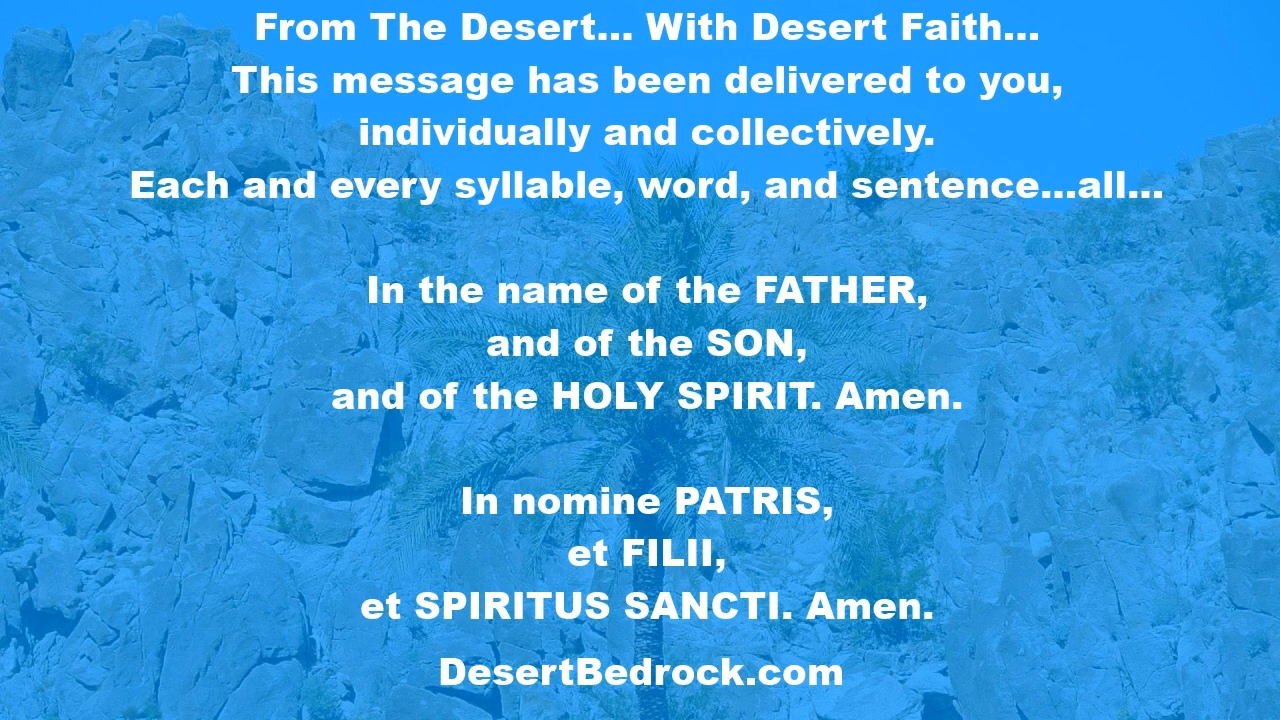 From The Desert... With Desert Faith...
This message has been delivered to you,
individually and collectively.
Each and every syllable, word, and sentence...all...
In the name of the FATHER,
and of the SON,
and of the HOLY SPIRIT. Amen.
In nomine PATRIS,
et FILII,
et SPIRITUS SANCTI. Amen.
DesertBedrock.com